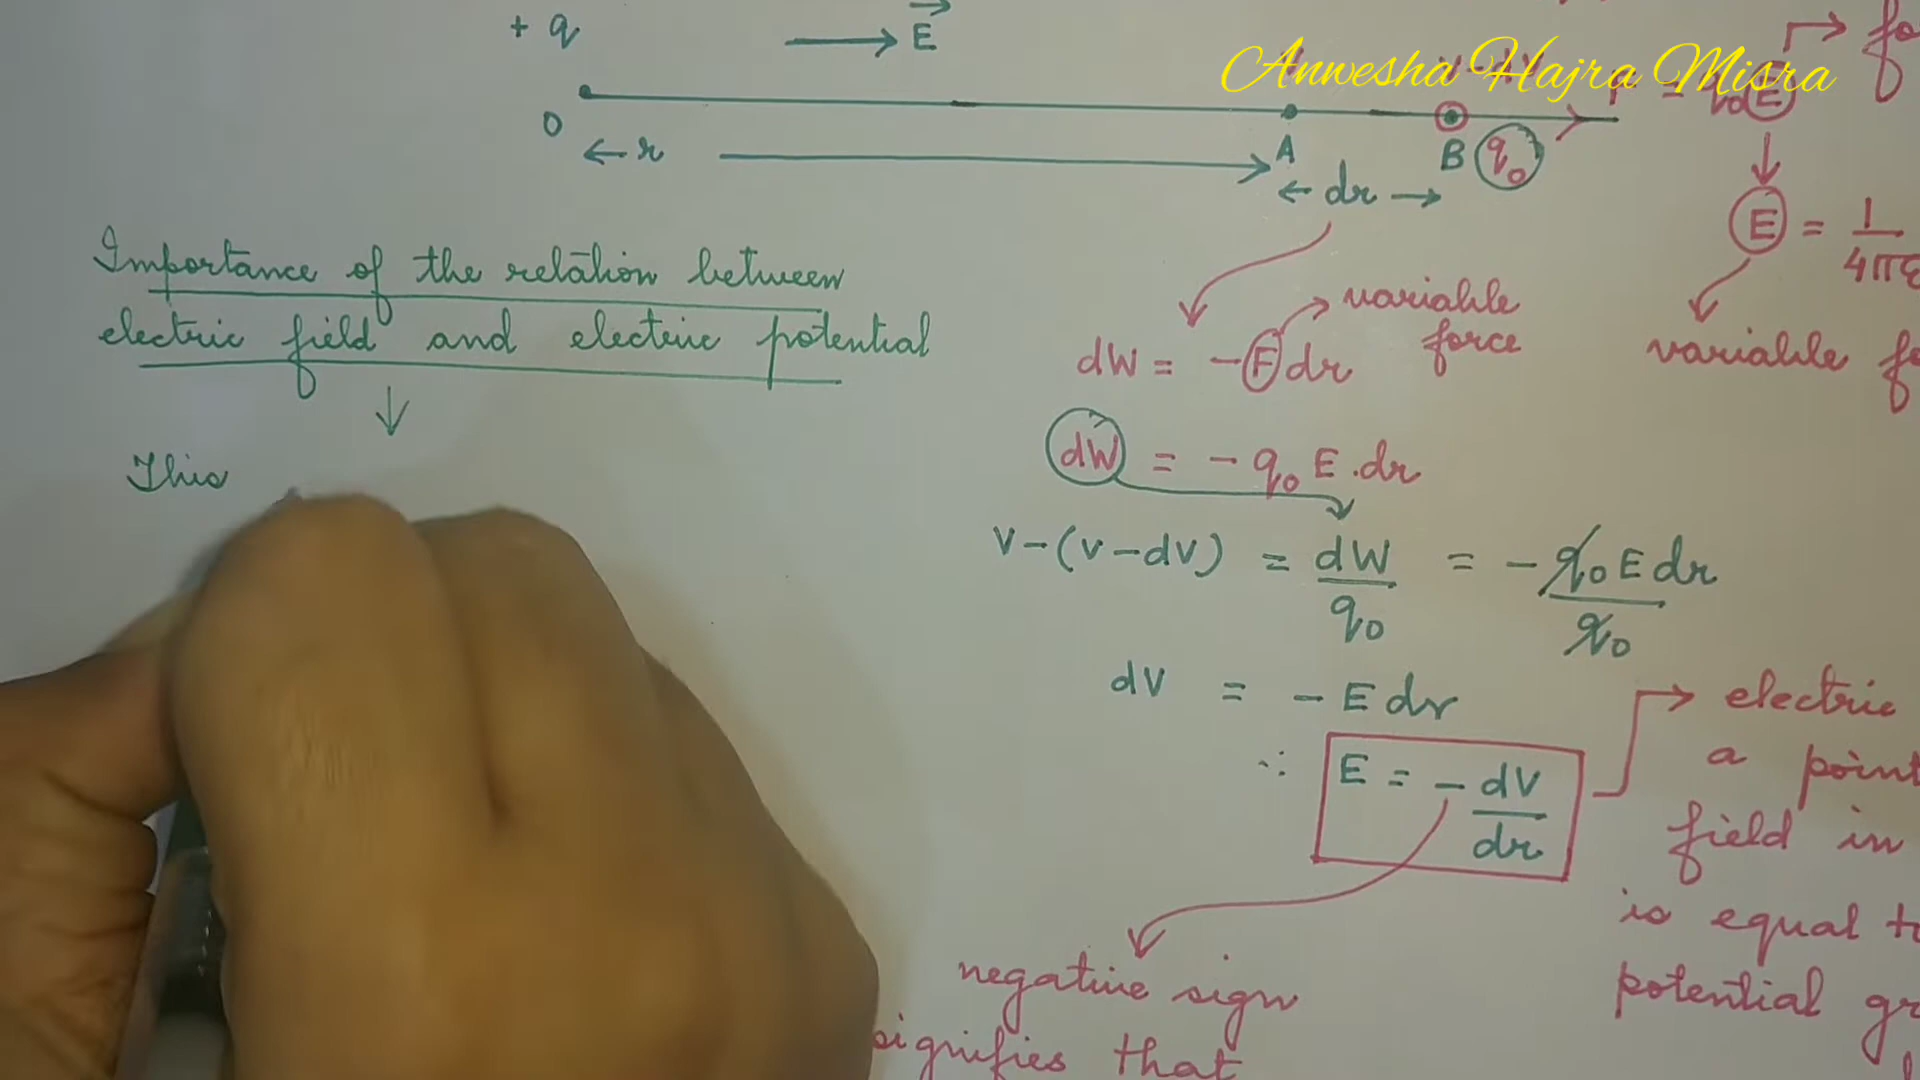 + q
E
Anwesha Hajra Misra
O
← r
A
B q₀
← dr →
= q₀E
E = 1
4π
Importance of the relation between
electric field and electric potential
↓
This
variable
force
dW = - F dr
variable
dW = - q₀ E . dr
V - (V - dV) = dW = - q₀ E dr
q₀ q₀
dV = - E dr
∴ E = - dV
dr
electric
a point
field in
is equal
potential
negative sign
signifies that